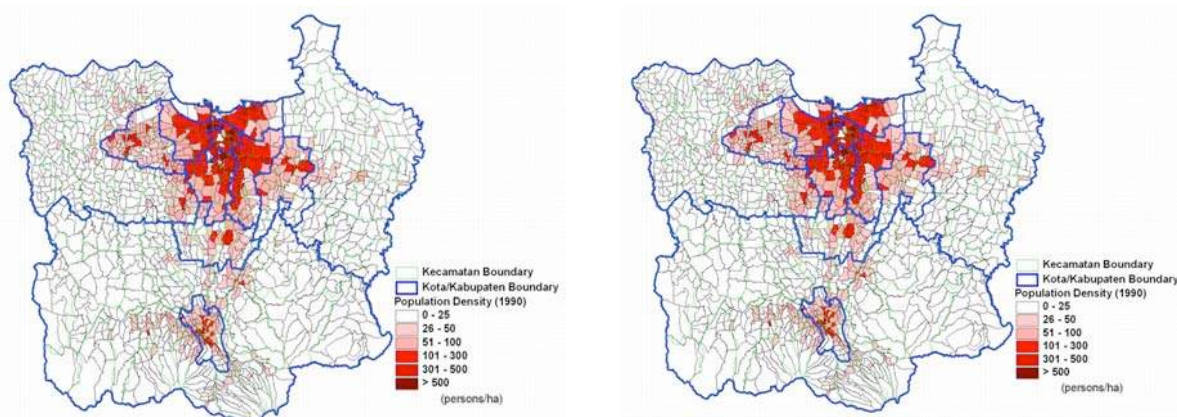 Kecamatan Boundary
Kota/Kabupaten Boundary
Population Density (1990)
0 - 25
26 - 50
51 - 100
101 - 300
301 - 500
> 500
(persons/ha)
Kecamatan Boundary
Kota/Kabupaten Boundary
Population Density (1990)
0 - 25
26 - 50
51 - 100
101 - 300
301 - 500
> 500
(persons/ha)